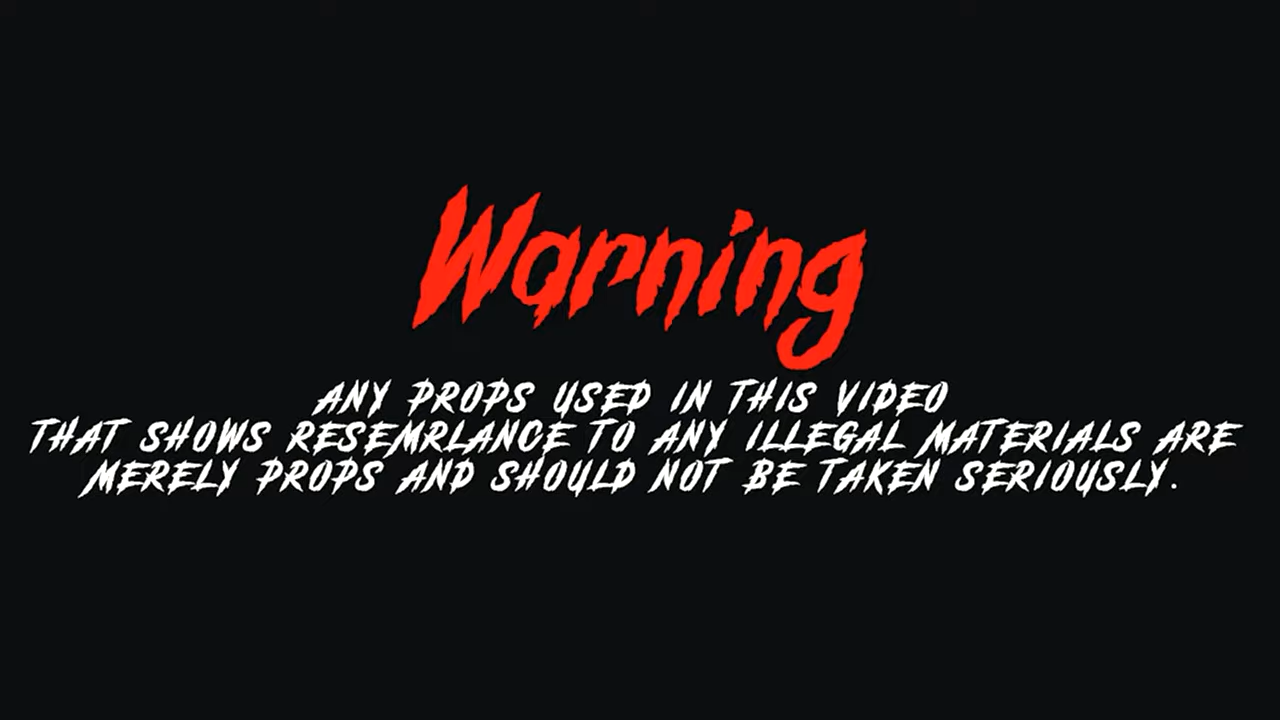 Warning
ANY PROPS USED IN THIS VIDEO
THAT SHOWS RESEMRLANCE TO ANY ILLEGAL MATERIALS ARE
MERELY PROPS AND SHOULD NOT BE TAKEN SERIOUSLY.